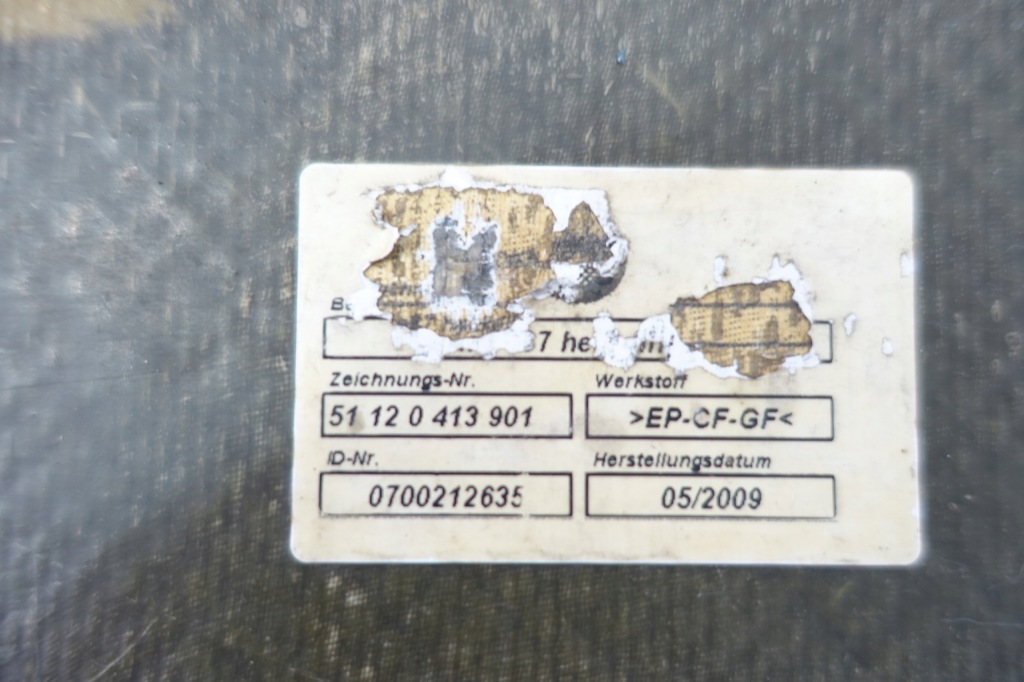 Zeichnungs-Nr. Werkstoff
51 12 0 413 901 >EP-CF-GF<
ID-Nr. Herstellungsdatum
0700212635 05/2009